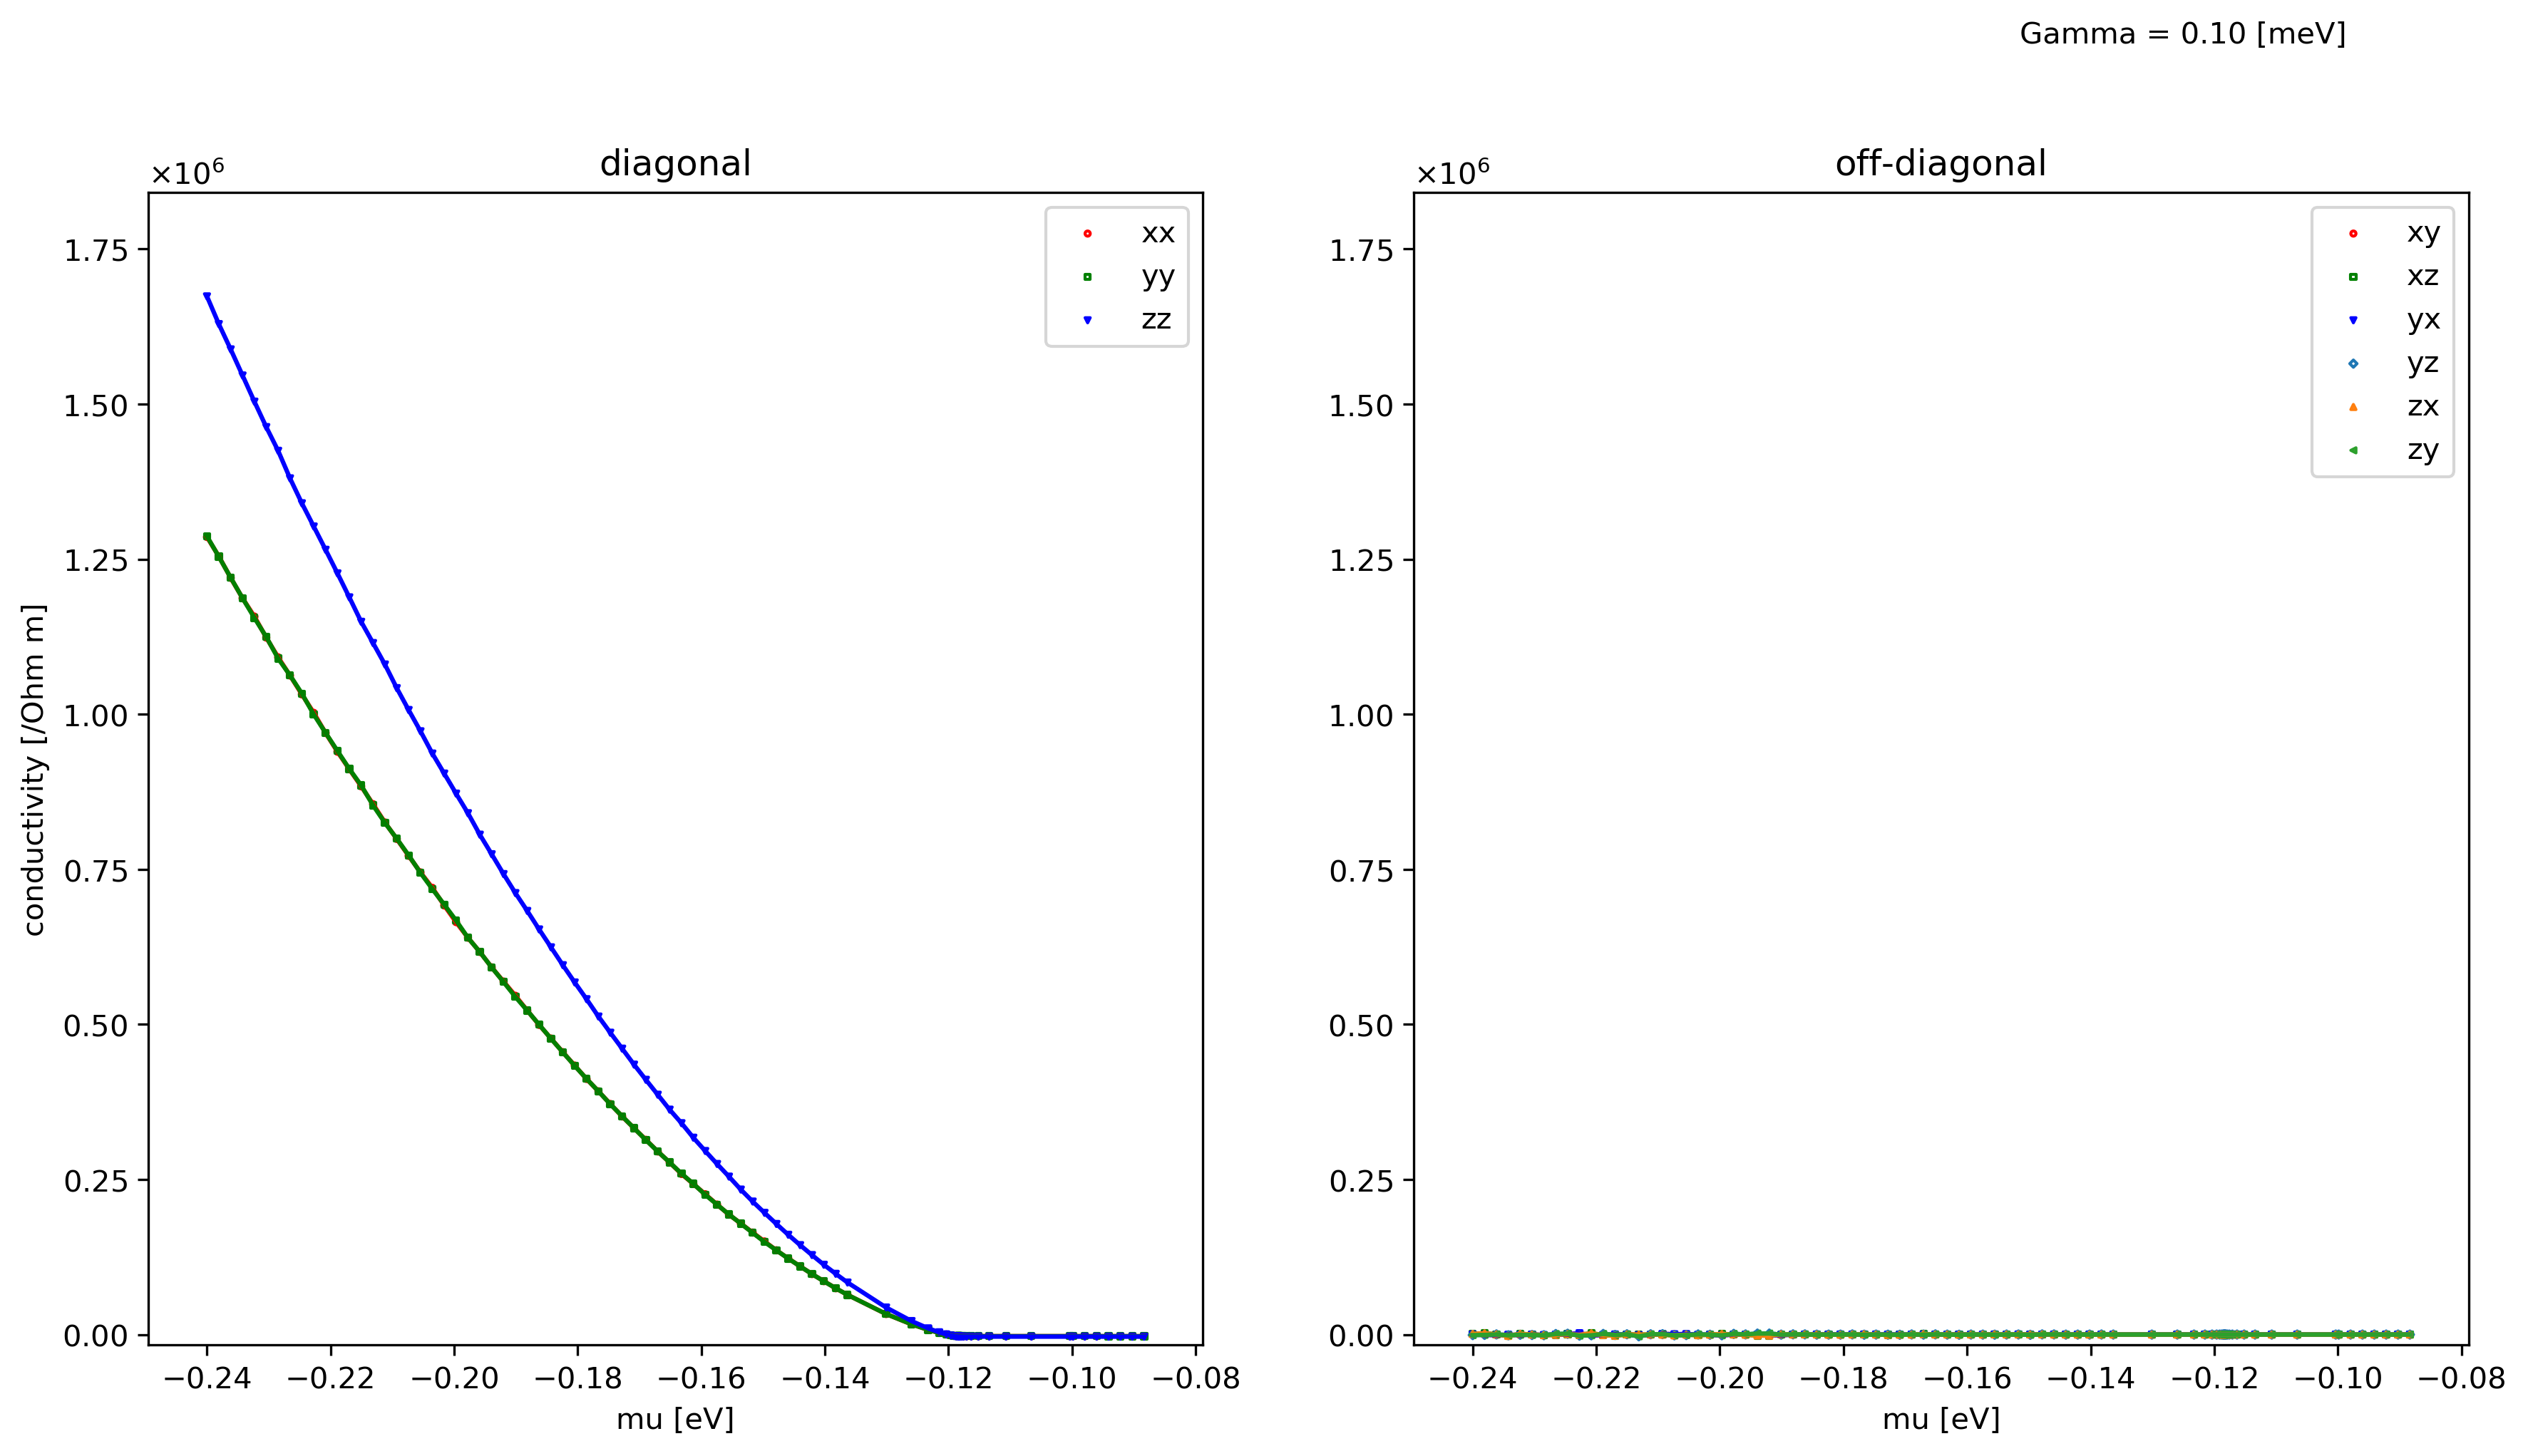 Gamma = 0.10 [meV]
diagonal
×10⁶
1.75
1.50
1.25
1.00
0.75
0.50
0.25
0.00
conductivity [/Ohm m]
−0.24 −0.22 −0.20 −0.18 −0.16 −0.14 −0.12 −0.10 −0.08
mu [eV]
xx
yy
zz
off-diagonal
×10⁶
1.75
1.50
1.25
1.00
0.75
0.50
0.25
0.00
−0.24 −0.22 −0.20 −0.18 −0.16 −0.14 −0.12 −0.10 −0.08
mu [eV]
xy
xz
yx
yz
zx
zy